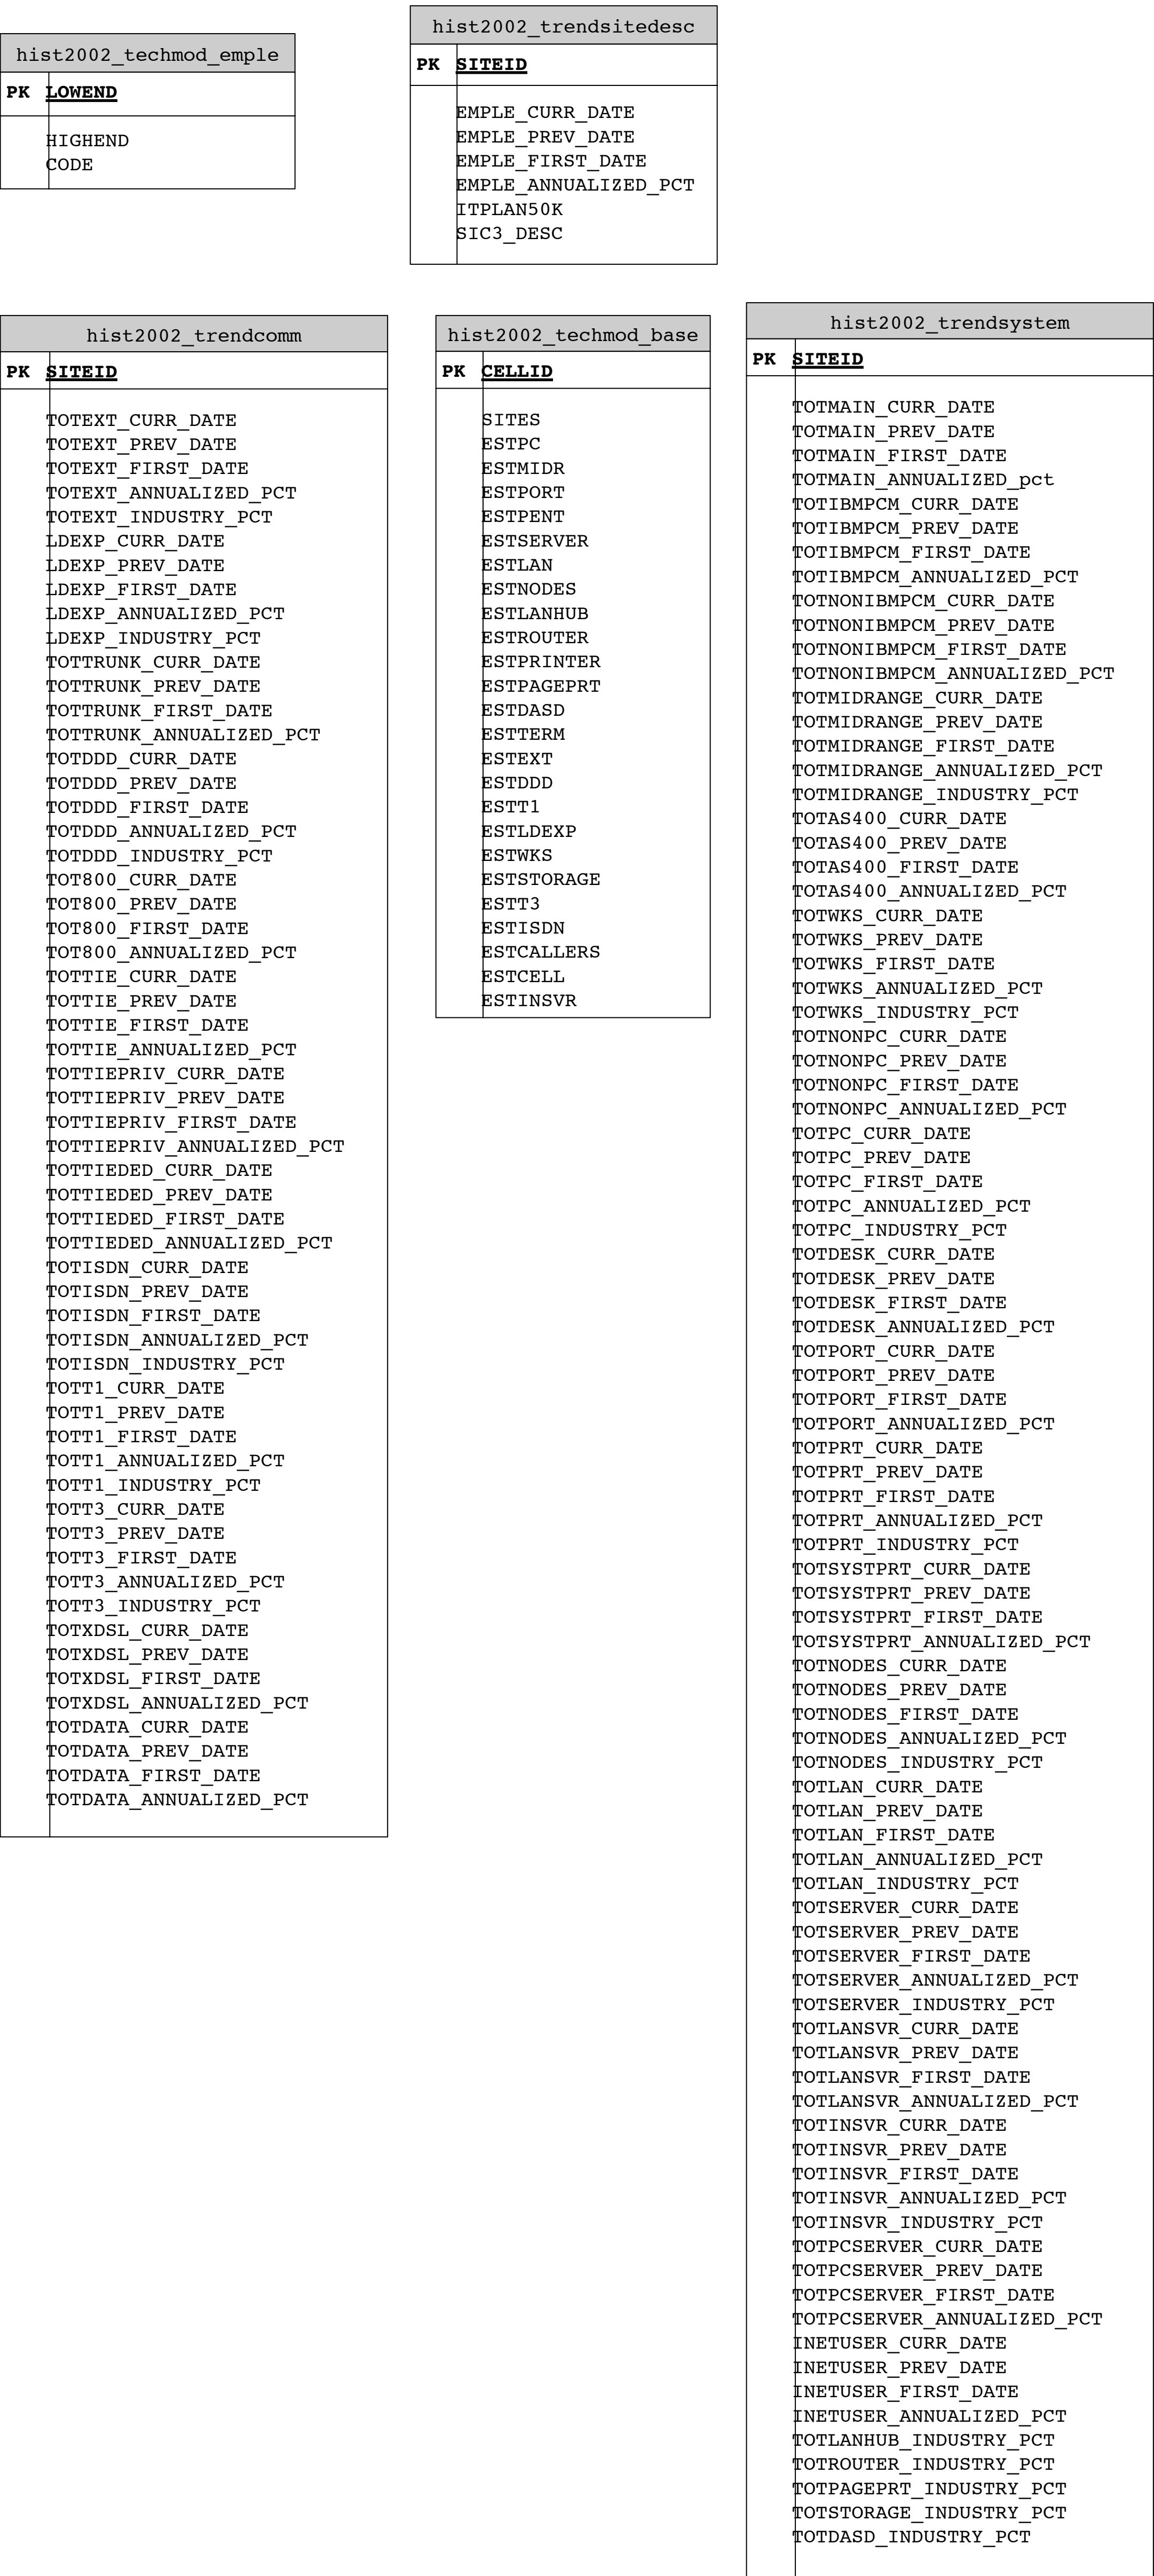 hist2002_techmod_emple
PK LOWEND
HIGHEND
CODE
hist2002_trendsitedesc
PK SITEID
EMPLE_CURR_DATE
EMPLE_PREV_DATE
EMPLE_FIRST_DATE
EMPLE_ANNUALIZED_PCT
ITPLAN50K
SIC3_DESC
hist2002_trendcomm
PK SITEID
TOTEXT_CURR_DATE
TOTEXT_PREV_DATE
TOTEXT_FIRST_DATE
TOTEXT_ANNUALIZED_PCT
TOTEXT_INDUSTRY_PCT
LDEXP_CURR_DATE
LDEXP_PREV_DATE
LDEXP_FIRST_DATE
LDEXP_ANNUALIZED_PCT
LDEXP_INDUSTRY_PCT
TOTTRUNK_CURR_DATE
TOTTRUNK_PREV_DATE
TOTTRUNK_FIRST_DATE
TOTTRUNK_ANNUALIZED_PCT
TOTDDD_CURR_DATE
TOTDDD_PREV_DATE
TOTDDD_FIRST_DATE
TOTDDD_ANNUALIZED_PCT
TOTDDD_INDUSTRY_PCT
TOT800_CURR_DATE
TOT800_PREV_DATE
TOT800_FIRST_DATE
TOT800_ANNUALIZED_PCT
TOTTIE_CURR_DATE
TOTTIE_PREV_DATE
TOTTIE_FIRST_DATE
TOTTIE_ANNUALIZED_PCT
TOTTIEPRIV_CURR_DATE
TOTTIEPRIV_PREV_DATE
TOTTIEPRIV_FIRST_DATE
TOTTIEPRIV_ANNUALIZED_PCT
TOTTIEDED_CURR_DATE
TOTTIEDED_PREV_DATE
TOTTIEDED_FIRST_DATE
TOTTIEDED_ANNUALIZED_PCT
TOTISDN_CURR_DATE
TOTISDN_PREV_DATE
TOTISDN_FIRST_DATE
TOTISDN_ANNUALIZED_PCT
TOTISDN_INDUSTRY_PCT
TOTT1_CURR_DATE
TOTT1_PREV_DATE
TOTT1_FIRST_DATE
TOTT1_ANNUALIZED_PCT
TOTT1_INDUSTRY_PCT
TOTT3_CURR_DATE
TOTT3_PREV_DATE
TOTT3_FIRST_DATE
TOTT3_ANNUALIZED_PCT
TOTT3_INDUSTRY_PCT
TOTXDSL_CURR_DATE
TOTXDSL_PREV_DATE
TOTXDSL_FIRST_DATE
TOTXDSL_ANNUALIZED_PCT
TOTDATA_CURR_DATE
TOTDATA_PREV_DATE
TOTDATA_FIRST_DATE
TOTDATA_ANNUALIZED_PCT
hist2002_techmod_base
PK CELLID
SITES
ESTPC
ESTMIDR
ESTPORT
ESTPENT
ESTSERVER
ESTLAN
ESTNODES
ESTLANHUB
ESTROUTER
ESTPRINTER
ESTPAGEPRT
ESTDASD
ESTTERM
ESTEXT
ESTDDD
ESTT1
ESTLDEXP
ESTWKS
ESTSTORAGE
ESTT3
ESTISDN
ESTCALLERS
ESTCELL
ESTINSVR
hist2002_trendsystem
PK SITEID
TOTMAIN_CURR_DATE
TOTMAIN_PREV_DATE
TOTMAIN_FIRST_DATE
TOTMAIN_ANNUALIZED_pct
TOTIBMPCM_CURR_DATE
TOTIBMPCM_PREV_DATE
TOTIBMPCM_FIRST_DATE
TOTIBMPCM_ANNUALIZED_PCT
TOTNONIBMPCM_CURR_DATE
TOTNONIBMPCM_PREV_DATE
TOTNONIBMPCM_FIRST_DATE
TOTNONIBMPCM_ANNUALIZED_PCT
TOTMIDRANGE_CURR_DATE
TOTMIDRANGE_PREV_DATE
TOTMIDRANGE_FIRST_DATE
TOTMIDRANGE_ANNUALIZED_PCT
TOTMIDRANGE_INDUSTRY_PCT
TOTAS400_CURR_DATE
TOTAS400_PREV_DATE
TOTAS400_FIRST_DATE
TOTAS400_ANNUALIZED_PCT
TOTWKS_CURR_DATE
TOTWKS_PREV_DATE
TOTWKS_FIRST_DATE
TOTWKS_ANNUALIZED_PCT
TOTWKS_INDUSTRY_PCT
TOTNONPC_CURR_DATE
TOTNONPC_PREV_DATE
TOTNONPC_FIRST_DATE
TOTNONPC_ANNUALIZED_PCT
TOTPC_CURR_DATE
TOTPC_PREV_DATE
TOTPC_FIRST_DATE
TOTPC_ANNUALIZED_PCT
TOTPC_INDUSTRY_PCT
TOTDESK_CURR_DATE
TOTDESK_PREV_DATE
TOTDESK_FIRST_DATE
TOTDESK_ANNUALIZED_PCT
TOTPORT_CURR_DATE
TOTPORT_PREV_DATE
TOTPORT_FIRST_DATE
TOTPORT_ANNUALIZED_PCT
TOTPRT_CURR_DATE
TOTPRT_PREV_DATE
TOTPRT_FIRST_DATE
TOTPRT_ANNUALIZED_PCT
TOTPRT_INDUSTRY_PCT
TOTSYSTPRT_CURR_DATE
TOTSYSTPRT_PREV_DATE
TOTSYSTPRT_FIRST_DATE
TOTSYSTPRT_ANNUALIZED_PCT
TOTNODES_CURR_DATE
TOTNODES_PREV_DATE
TOTNODES_FIRST_DATE
TOTNODES_ANNUALIZED_PCT
TOTNODES_INDUSTRY_PCT
TOTLAN_CURR_DATE
TOTLAN_PREV_DATE
TOTLAN_FIRST_DATE
TOTLAN_ANNUALIZED_PCT
TOTLAN_INDUSTRY_PCT
TOTSERVER_CURR_DATE
TOTSERVER_PREV_DATE
TOTSERVER_FIRST_DATE
TOTSERVER_ANNUALIZED_PCT
TOTSERVER_INDUSTRY_PCT
TOTLANSVR_CURR_DATE
TOTLANSVR_PREV_DATE
TOTLANSVR_FIRST_DATE
TOTLANSVR_ANNUALIZED_PCT
TOTINSVR_CURR_DATE
TOTINSVR_PREV_DATE
TOTINSVR_FIRST_DATE
TOTINSVR_ANNUALIZED_PCT
TOTINSVR_INDUSTRY_PCT
TOTPCSERVER_CURR_DATE
TOTPCSERVER_PREV_DATE
TOTPCSERVER_FIRST_DATE
TOTPCSERVER_ANNUALIZED_PCT
INETUSER_CURR_DATE
INETUSER_PREV_DATE
INETUSER_FIRST_DATE
INETUSER_ANNUALIZED_PCT
TOTLANHUB_INDUSTRY_PCT
TOTROUTER_INDUSTRY_PCT
TOTPAGEPRT_INDUSTRY_PCT
TOTSTORAGE_INDUSTRY_PCT
TOTDASD_INDUSTRY_PCT